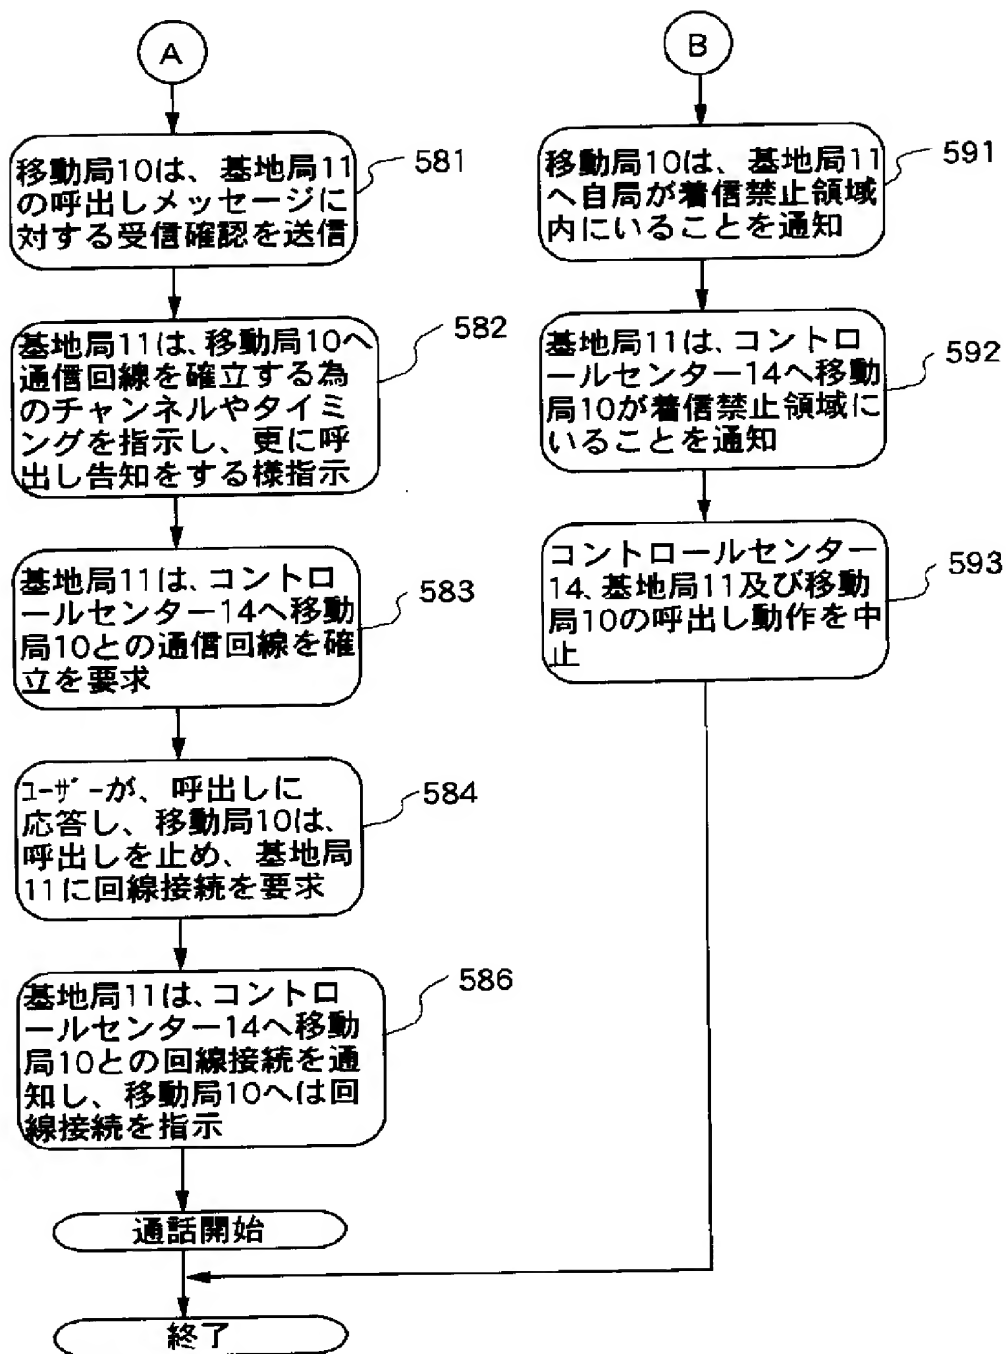 A
移動局10は、基地局11
の呼出しメッセージに
対する受信確認を送信
581
基地局11は、移動局10へ
通信回線を確立する為
のチャンネルやタイミ
ングを指示し、更に呼
出し告知をする様指示
582
基地局11は、コントロ
ールセンター14へ移動
局10との通信回線を確
立を要求
583
ユーザーが、呼出しに
応答し、移動局10は、
呼出しを止め、基地局
11に回線接続を要求
584
基地局11は、コントロ
ールセンター14へ移動
局10との回線接続を通
知し、移動局10へは回
線接続を指示
586
通話開始
終了
B
移動局10は、基地局11
へ自局が着信禁止領域
内にいることを通知
591
基地局11は、コントロ
ールセンター14へ移動
局10が着信禁止領域に
いることを通知
592
コントロールセンター
14、基地局11及び移動
局10の呼出し動作を中
止
593